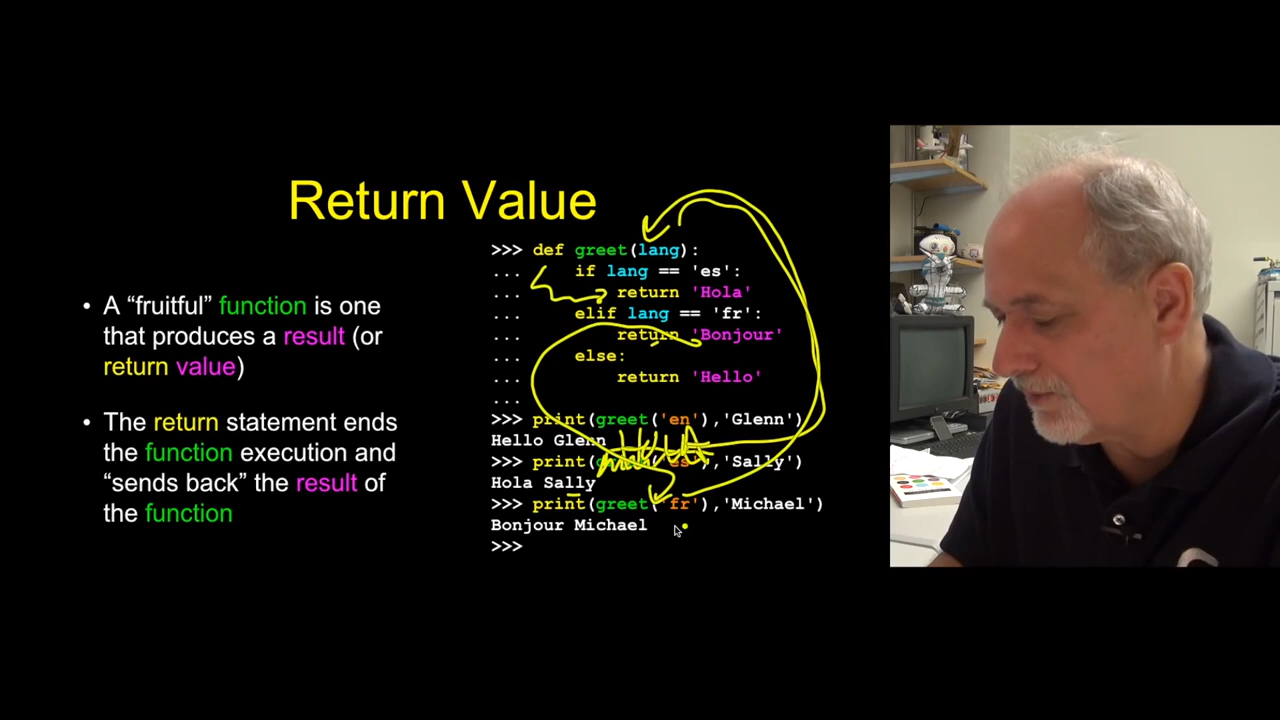 Return Value
• A “fruitful” function is one
that produces a result (or
return value)
• The return statement ends
the function execution and
“sends back” the result of
the function
>>> def greet(lang):
...     if lang == 'es':
...         return 'Hola'
...     elif lang == 'fr':
...         return 'Bonjour'
...     else:
...         return 'Hello'
...
>>> print(greet('en'),'Glenn')
Hello Glenn
>>> print(greet('es'),'Sally')
Hola Sally
>>> print(greet('fr'),'Michael')
Bonjour Michael
>>>